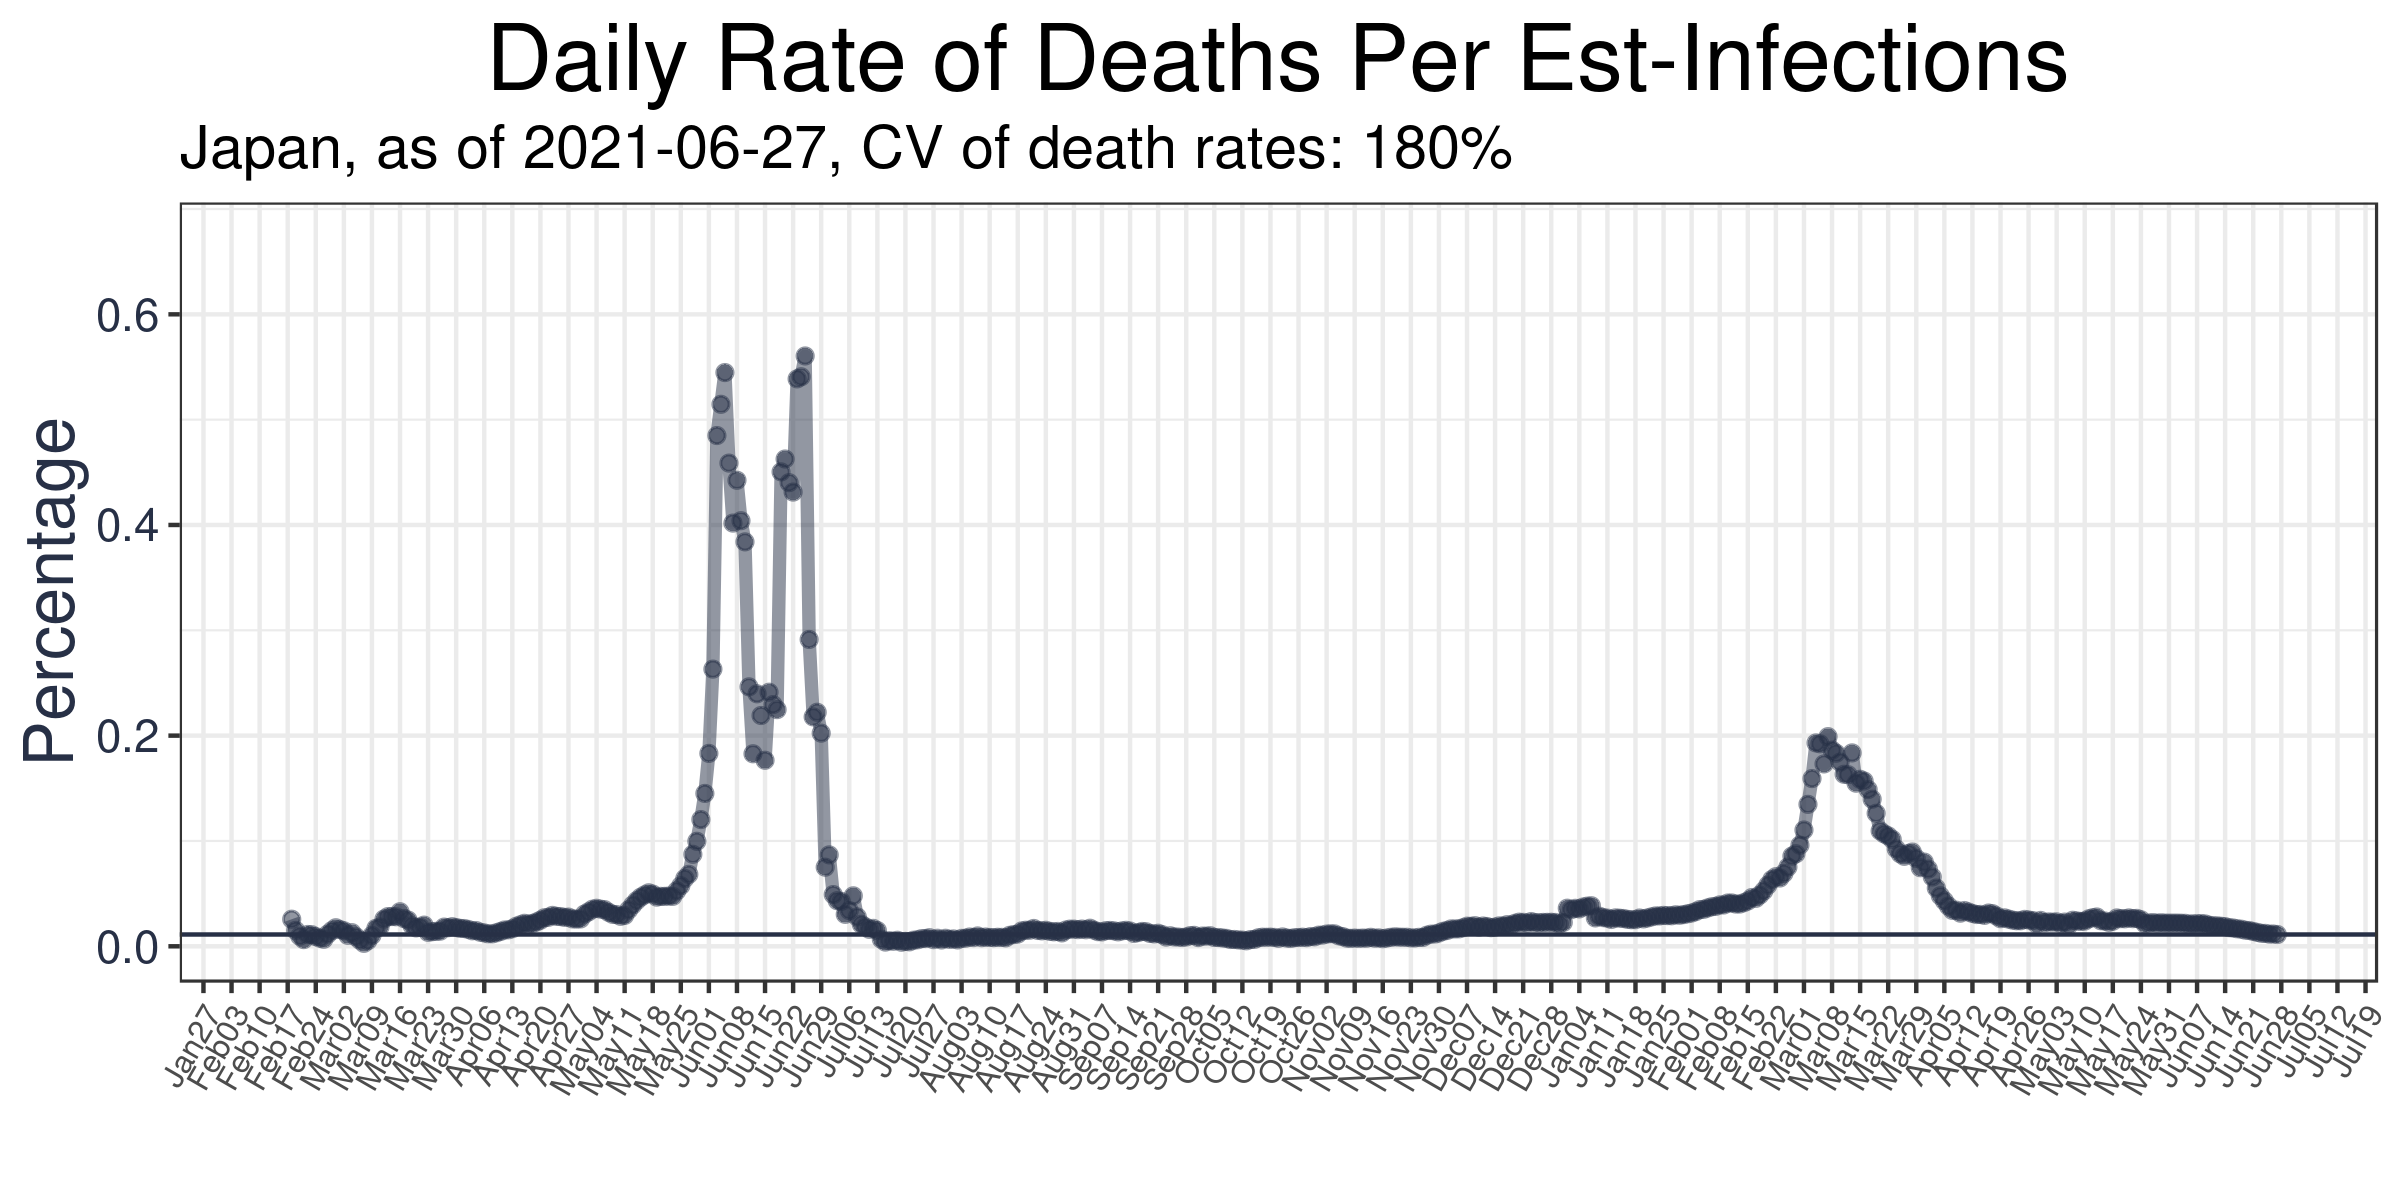 Daily Rate of Deaths Per Est-Infections
Japan, as of 2021-06-27, CV of death rates: 180%
Percentage
0.6
0.4
0.2
0.0
Jan27
Feb03
Feb10
Feb17
Feb24
Mar02
Mar09
Mar16
Mar23
Mar30
Apr06
Apr13
Apr20
Apr27
May04
May11
May18
May25
Jun01
Jun08
Jun15
Jun22
Jun29
Jul06
Jul13
Jul20
Jul27
Aug03
Aug10
Aug17
Aug24
Aug31
Sep07
Sep14
Sep21
Sep28
Oct05
Oct12
Oct19
Oct26
Nov02
Nov09
Nov16
Nov23
Nov30
Dec07
Dec14
Dec21
Dec28
Jan04
Jan11
Jan18
Jan25
Feb01
Feb08
Feb15
Feb22
Mar01
Mar08
Mar15
Mar22
Mar29
Apr05
Apr12
Apr19
Apr26
May03
May10
May17
May24
May31
Jun07
Jun14
Jun21
Jun28
Jul05
Jul12
Jul19